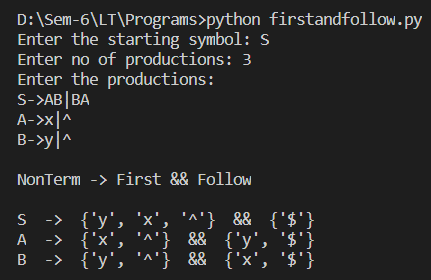 D:\Sem-6\LT\Programs>python firstandfollow.py
Enter the starting symbol: S
Enter no of productions: 3
Enter the productions:
S->AB|BA
A->x|^
B->y|^
NonTerm -> First && Follow
S -> {'y', 'x', '^'} && {'$'}
A -> {'x', '^'} && {'y', '$'}
B -> {'y', '^'} && {'x', '$'}